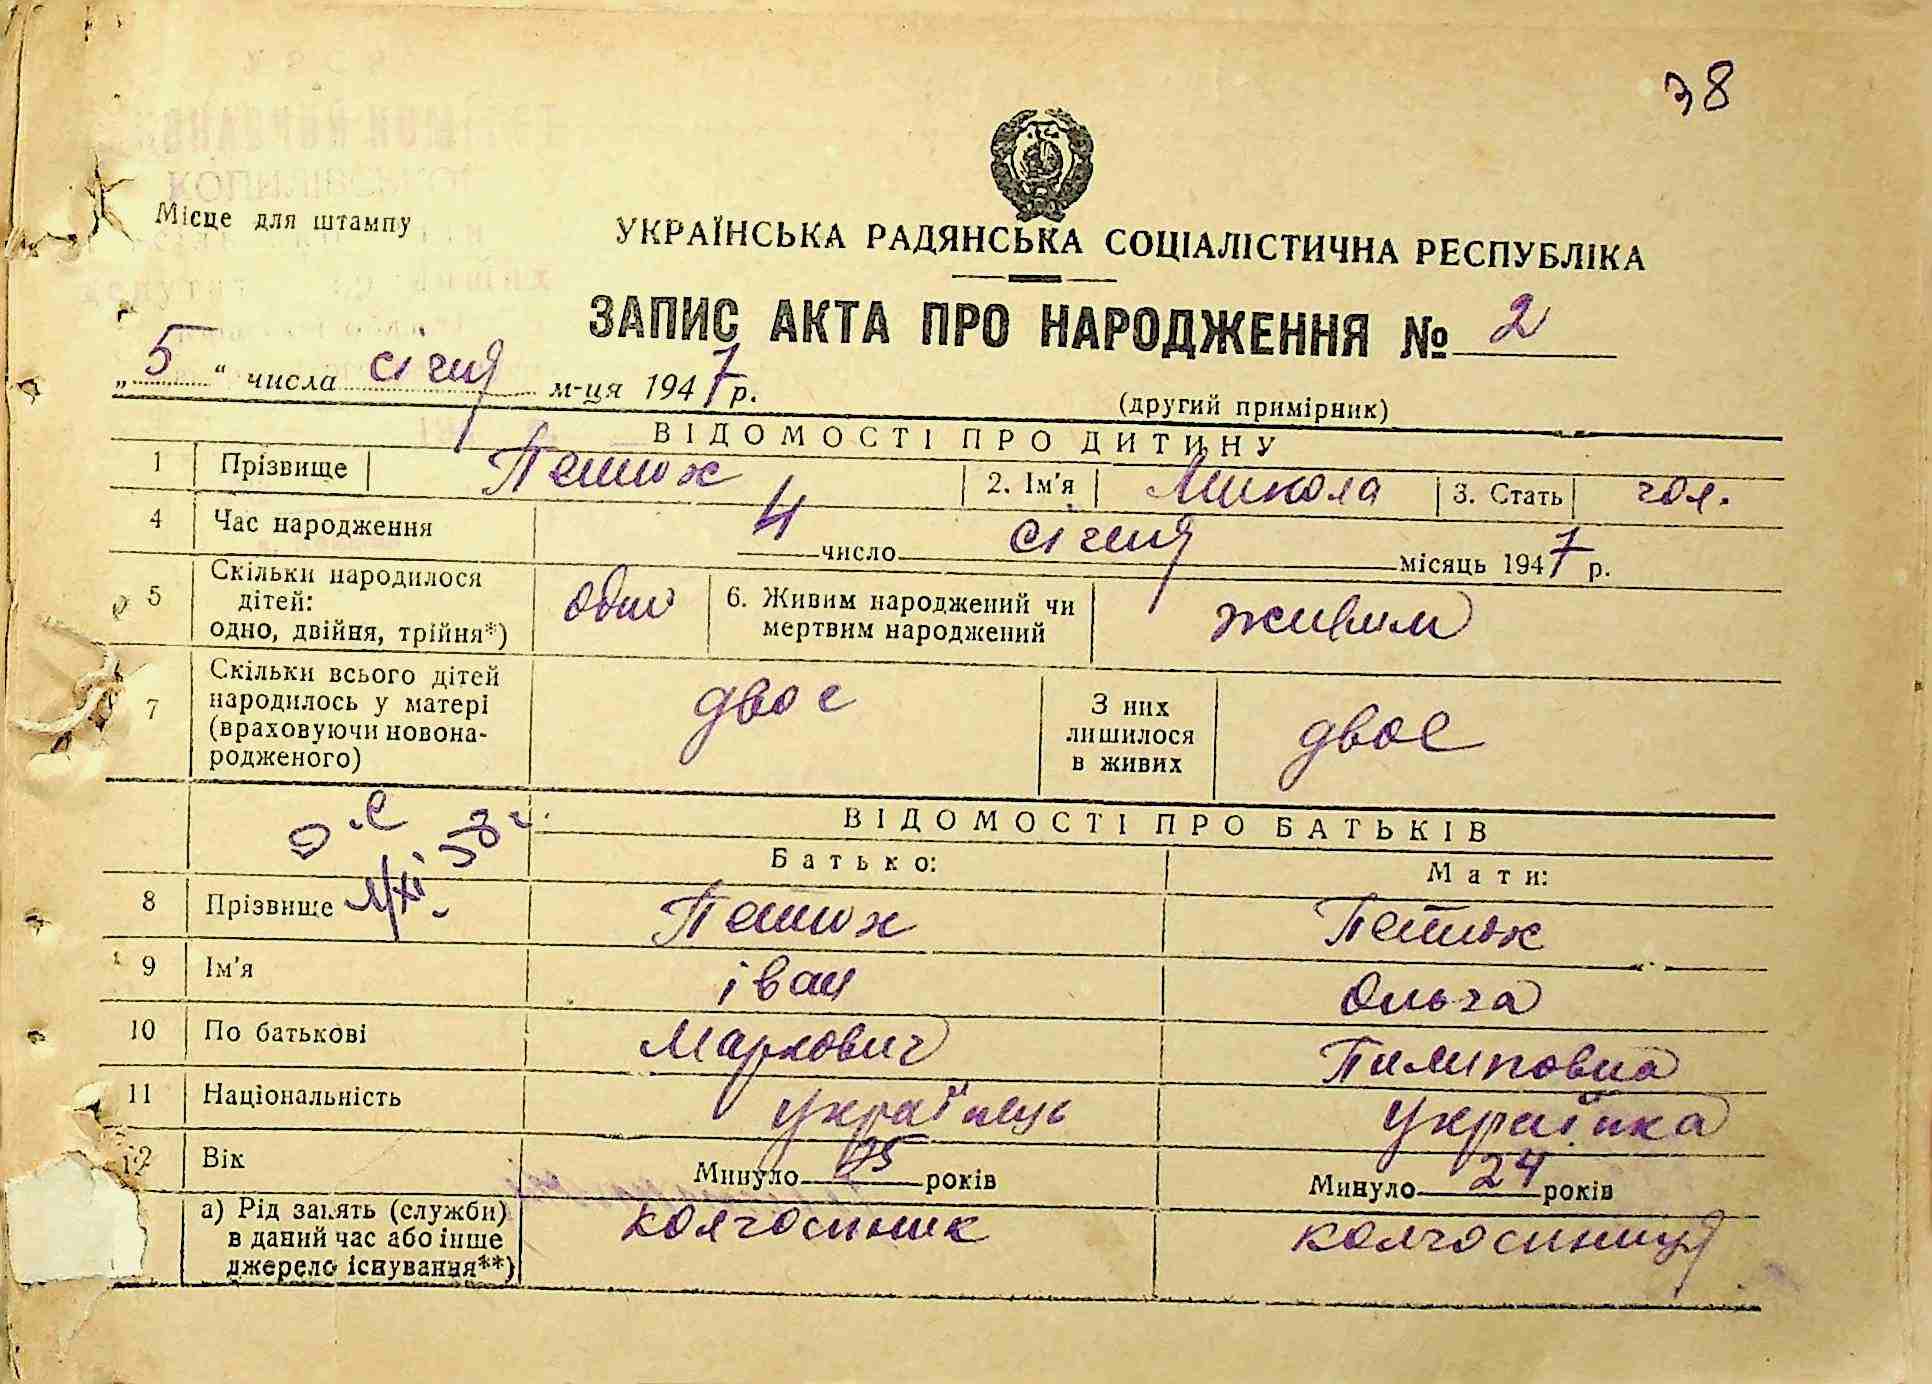 38
Місце для штампу
УКРАЇНСЬКА РАДЯНСЬКА СОЦІАЛІСТИЧНА РЕСПУБЛІКА
ЗАПИС АКТА ПРО НАРОДЖЕННЯ № 2
„5“ числа січня м-ця 1947 р.
(другий примірник)
ВІДОМОСТІ ПРО ДИТИНУ
1 Прізвище Петюх 2. Ім'я Микола 3. Стать чол.
4 Час народження 4 число січня місяць 1947 р.
5 Скільки народилося дітей: одно, двійня, трійня*) одно 6. Живим народжений чи мертвим народжений живим
7 Скільки всього дітей народилось у матері (враховуючи новонародженого) двоє З них лишилося в живих двоє
ВІДОМОСТІ ПРО БАТЬКІВ
Батько: Мати:
8 Прізвище Петюх Петюх
9 Ім'я Іван Ольга
10 По батькові Маркович Пилиповна
11 Національність українець українка
12 Вік Минуло 25 років Минуло 24 років
а) Рід занять (служби) в даний час або інше джерело існування**) колгоспник колгоспниця